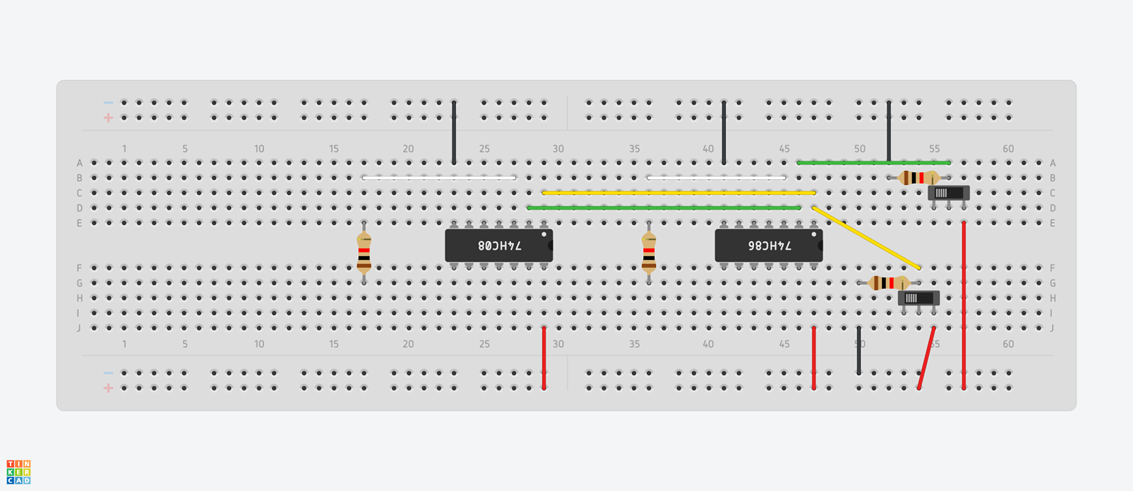 − −
+ +
1 5 10 15 20 25 30 35 40 45 50 55 60
A A
B B
C C
D D
E E
74HC08 74HC86
F F
G G
H H
I I
J J
1 5 10 15 20 25 30 35 40 45 50 55 60
− −
+ +
TIN
KER
CAD